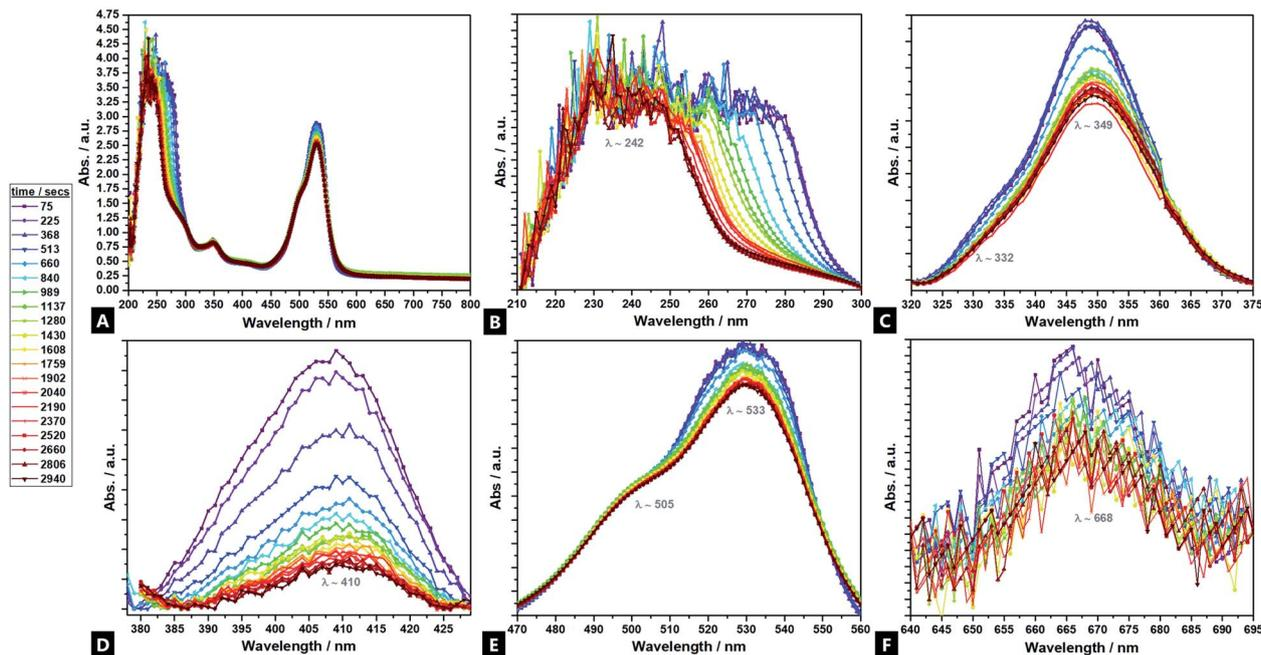 time / secs
75
225
368
513
660
840
989
1137
1280
1430
1608
1759
1902
2040
2190
2370
2520
2660
2806
2940
Abs. / a.u.
4.75
4.50
4.25
4.00
3.75
3.50
3.25
3.00
2.75
2.50
2.25
2.00
1.75
1.50
1.25
1.00
0.75
0.50
0.25
0.00
200 250 300 350 400 450 500 550 600 650 700 750 800
Wavelength / nm
A
Abs. / a.u.
λ ~ 242
210 220 230 240 250 260 270 280 290 300
Wavelength / nm
B
Abs. / a.u.
λ ~ 349
λ ~ 332
320 325 330 335 340 345 350 355 360 365 370 375
Wavelength / nm
C
Abs. / a.u.
λ ~ 410
380 385 390 395 400 405 410 415 420 425
Wavelength / nm
D
Abs. / a.u.
λ ~ 533
λ ~ 505
470 480 490 500 510 520 530 540 550 560
Wavelength / nm
E
Abs. / a.u.
λ ~ 668
640 645 650 655 660 665 670 675 680 685 690 695
Wavelength / nm
F